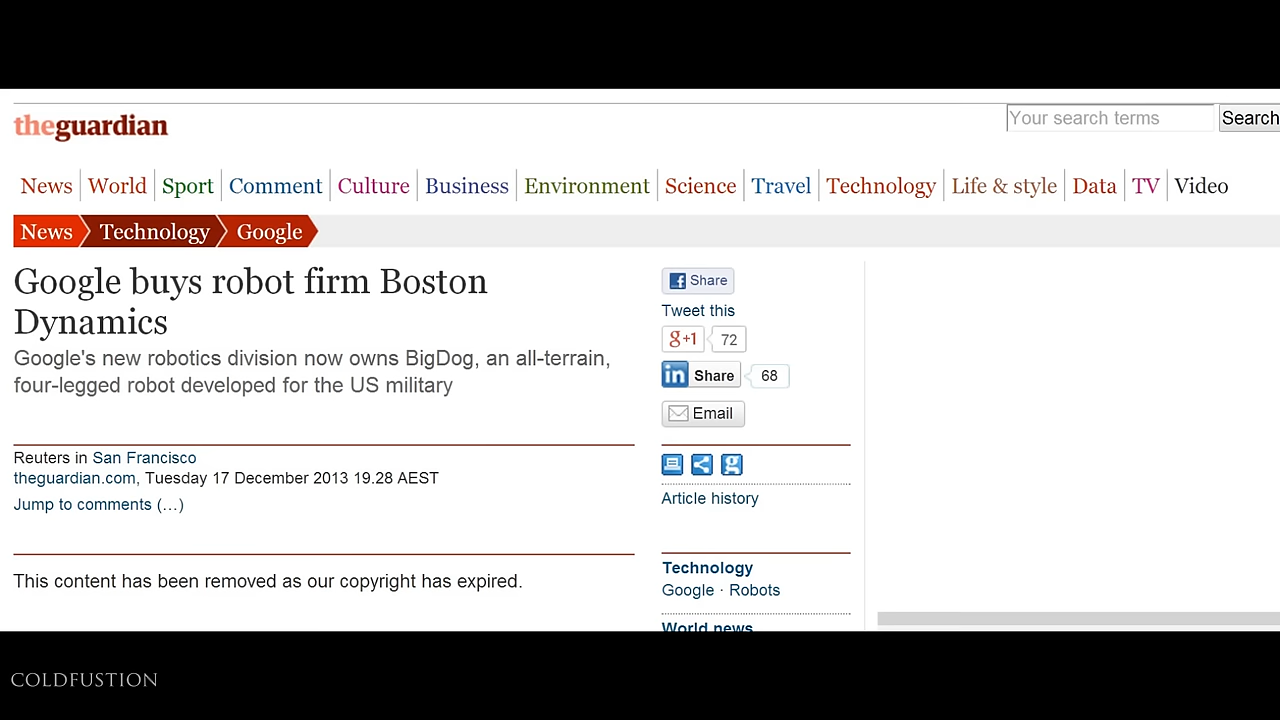 theguardian
Your search terms
Search
News World Sport Comment Culture Business Environment Science Travel Technology Life & style Data TV Video
News Technology Google
Google buys robot firm Boston
Dynamics
Google's new robotics division now owns BigDog, an all-terrain,
four-legged robot developed for the US military
Reuters in San Francisco
theguardian.com, Tuesday 17 December 2013 19.28 AEST
Jump to comments (…)
This content has been removed as our copyright has expired.
f Share
Tweet this
g+1 72
in Share 68
Email
g
Article history
Technology
Google · Robots
World news
COLDFUSTION